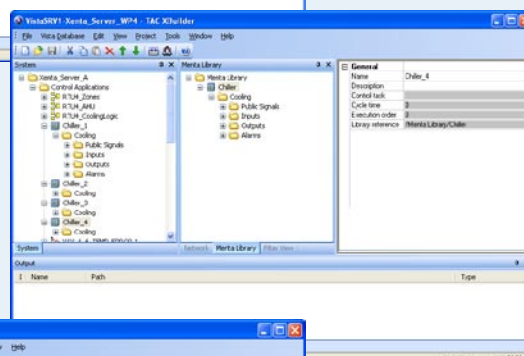 VistaSRV1-Xenta_Server_WP4 - TAC XBuilder
File Vista Database Edit View Project Tools Window Help
System
Menta Library
Xenta_Server_A
Control Applications
RTU4_Zones
RTU4_AHU
RTU4_CoolingLogic
Chiller_1
Cooling
Public Signals
Inputs
Outputs
Alarms
Chiller_2
Cooling
Chiller_3
Cooling
Chiller_4
Cooling
System
Menta Library
Chiller
Cooling
Public Signals
Inputs
Outputs
Alarms
Network Menta Library Filter View
General
Name Chiller_4
Description
Control task
Cycle time
Execution order
Library reference /Menta Library/Chiller
Output
! Name Path Type
Help